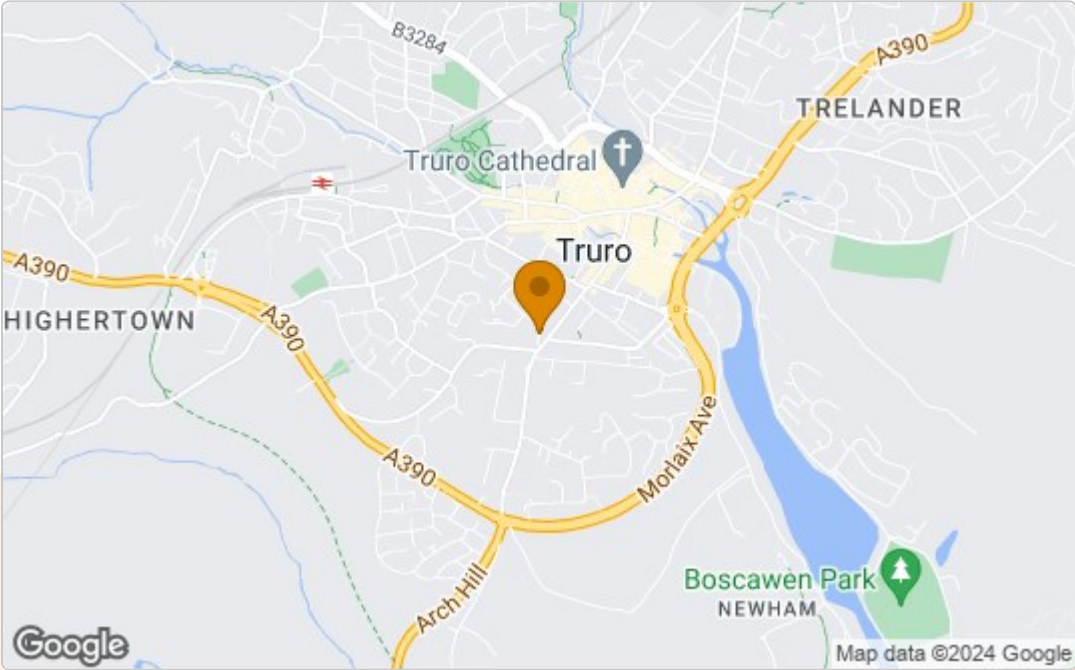 B3284
A390
TRELANDER
Truro Cathedral
Truro
A390
HIGHERTOWN
A390
Morlaix Ave
A390
Arch Hill
Boscawen Park
NEWHAM
Google
Map data ©2024 Google